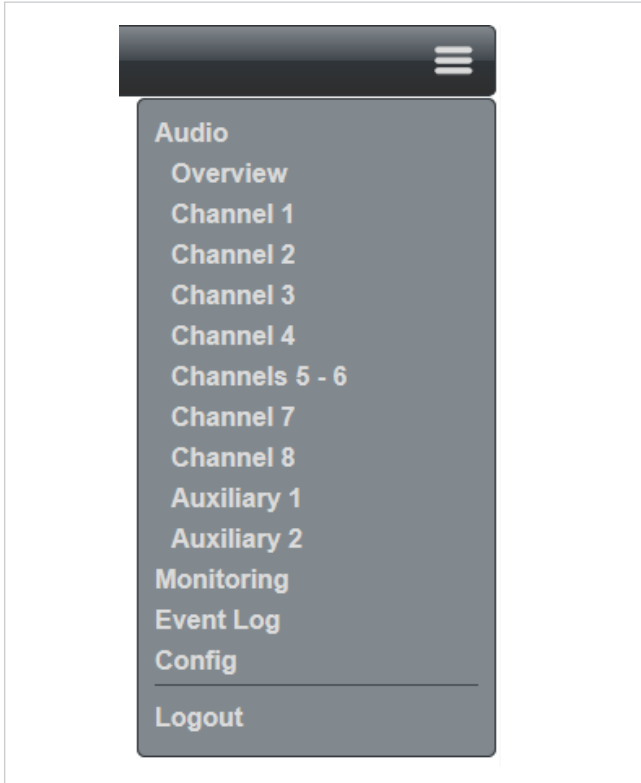 Audio
Overview
Channel 1
Channel 2
Channel 3
Channel 4
Channels 5 - 6
Channel 7
Channel 8
Auxiliary 1
Auxiliary 2
Monitoring
Event Log
Config
Logout